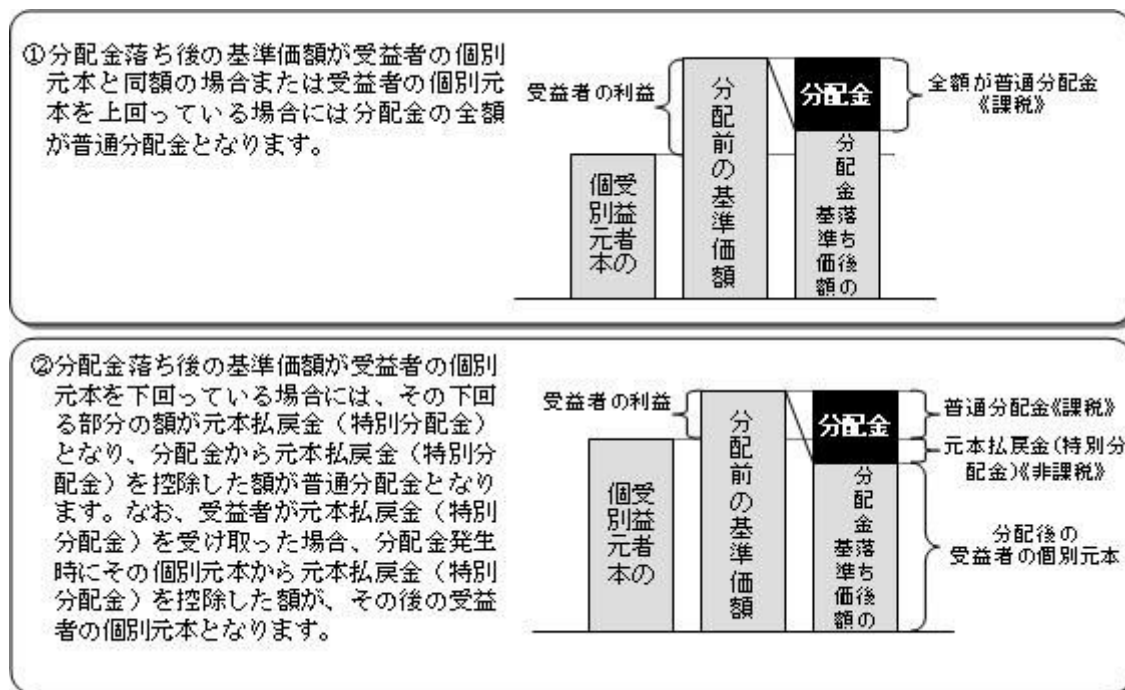 ①分配金落ち後の基準価額が受益者の個別
元本と同額の場合または受益者の個別元
本を上回っている場合には分配金の全額
が普通分配金となります。
受益者の利益
個別元本
受益者の
分配前の基準価額
分配金
分配金落ち後の
基準価額
全額が普通分配金
《課税》
②分配金落ち後の基準価額が受益者の個別
元本を下回っている場合には、その下回
る部分の額が元本払戻金（特別分配金）
となり、分配金から元本払戻金（特別分
配金）を控除した額が普通分配金となり
ます。なお、受益者が元本払戻金（特別
分配金）を受け取った場合、分配金発生
時にその個別元本から元本払戻金（特別
分配金）を控除した額が、その後の受益
者の個別元本となります。
受益者の利益
受益者の
個別元本
分配前の基準価額
分配金
分配金落ち後の
基準価額
普通分配金《課税》
元本払戻金(特別分
配金)《非課税》
分配後の
受益者の個別元本